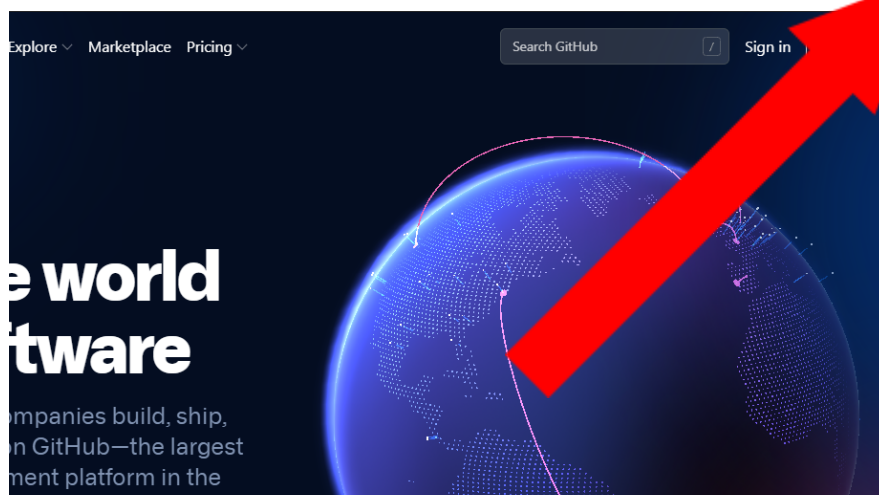 Explore
Marketplace
Pricing
Search GitHub
/
Sign in
e world
ftware
ompanies build, ship,
on GitHub—the largest
ment platform in the